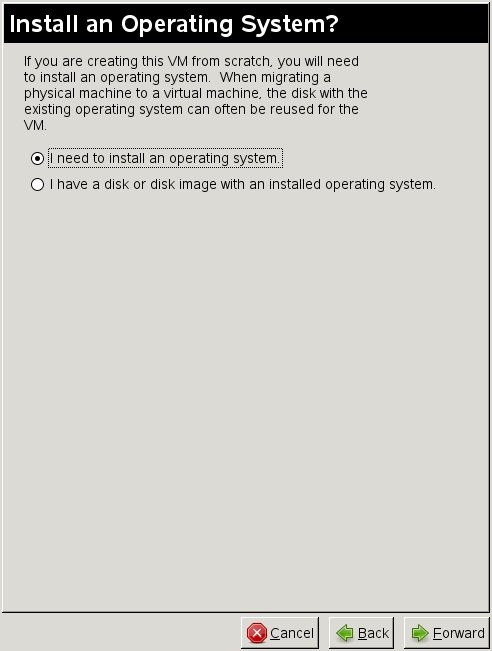 Install an Operating System?
If you are creating this VM from scratch, you will need
to install an operating system.  When migrating a
physical machine to a virtual machine, the disk with the
existing operating system can often be reused for the
VM.
I need to install an operating system.
I have a disk or disk image with an installed operating system.
Cancel Back Forward